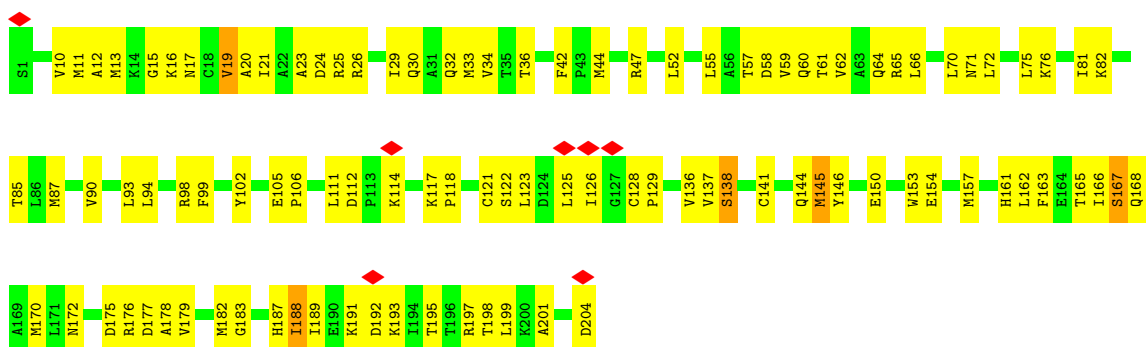 S1 V10 M11 A12 M13 K14 G15 K16 N17 C18 V19 A20 I21 A22 A23 D24 R25 R26 I29 Q30 A31 Q32 M33 V34 T35 T36 F42 P43 M44 R47 L52 L55 A56 T57 D58 V59 Q60 T61 V62 A63 Q64 R65 L66 L70 N71 L72 L75 K76 I81 K82
T85 L86 M87 V90 L93 L94 R98 F99 Y102 E105 P106 L111 D112 P113 K114 K117 P118 C121 S122 L123 D124 L125 I126 G127 C128 P129 V136 V137 S138 C141 Q144 M145 Y146 E150 W153 E154 M157 H161 L162 F163 E164 T165 I166 S167 Q168
A169 M170 L171 N172 D175 R176 D177 A178 V179 M182 G183 H187 I188 I189 E190 K191 D192 K193 I194 T195 T196 R197 T198 L199 K200 A201 D204